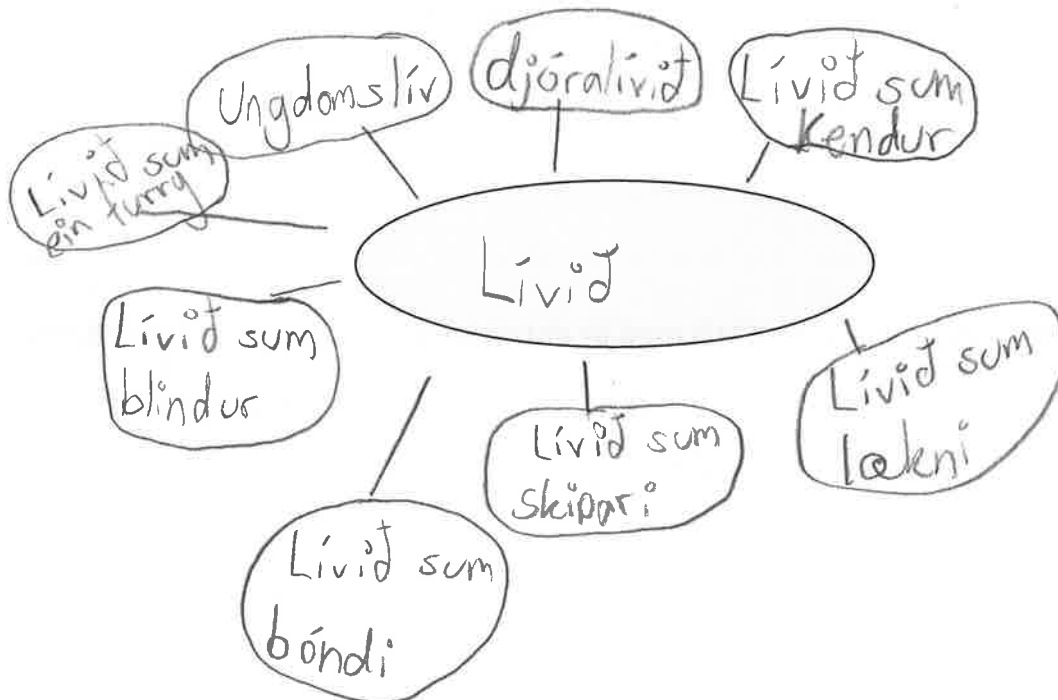 Ungdomslív
djóralívið
Lívið sum
kendur
Lívið sum
ein turry
Lívið
Lívið sum
blindur
Lívið sum
lækni
Lívið sum
skipari
Lívið sum
bóndi